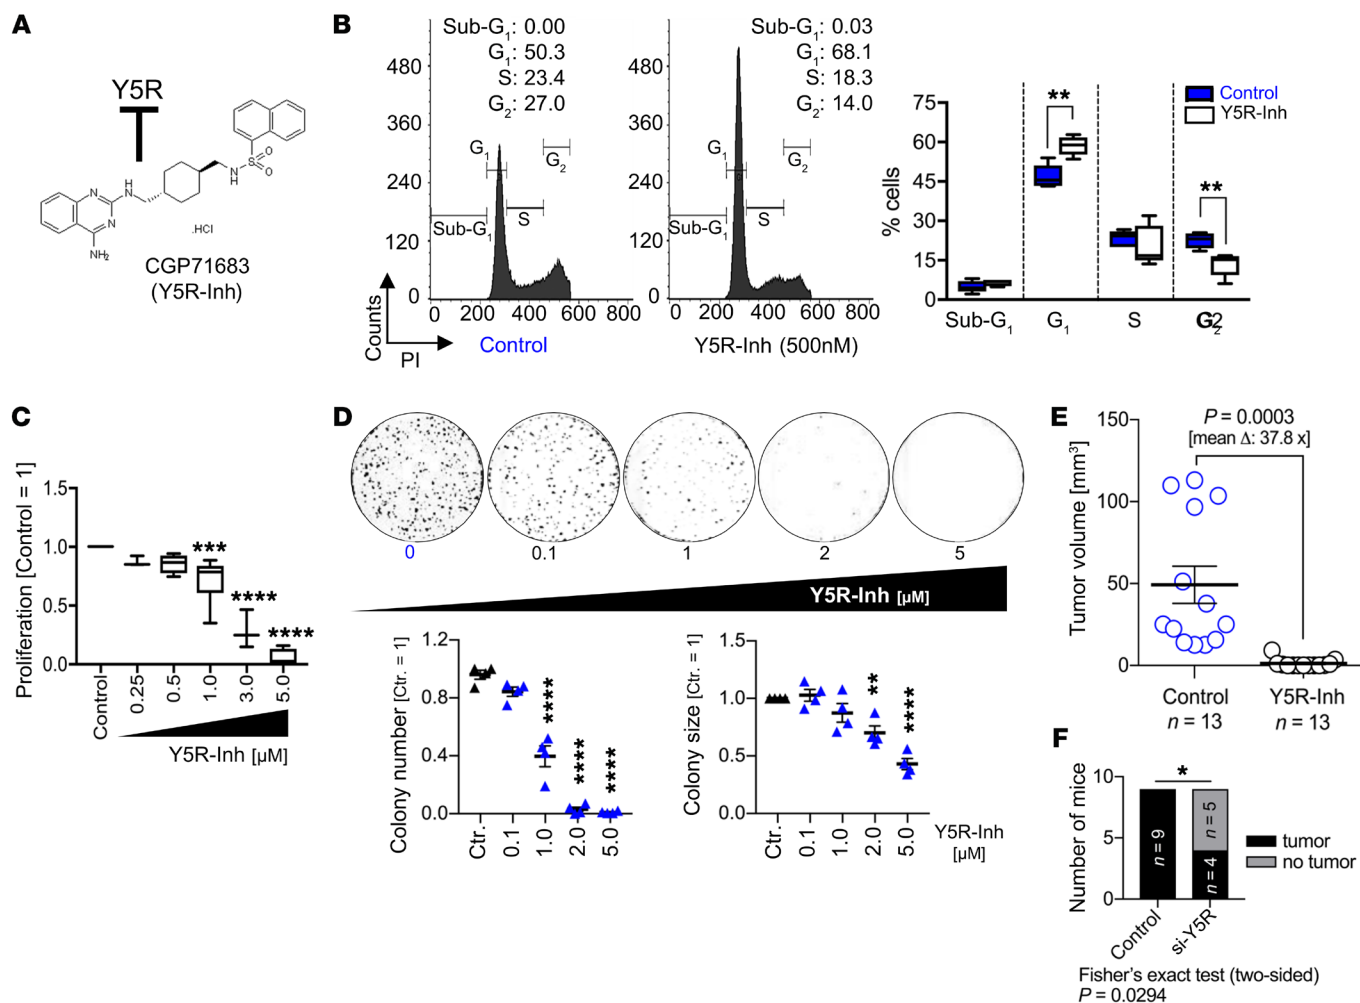 A
Y5R
N
NH
N
NH₂
N
H
S
O
O
.HCl
CGP71683
(Y5R-Inh)
B
Sub-G₁: 0.00
G₁: 50.3
S: 23.4
G₂: 27.0
480
360
240
120
0
G₁
G₂
S
Sub-G₁
0 200 400 600 800
Counts
PI
Control
Sub-G₁: 0.03
G₁: 68.1
S: 18.3
G₂: 14.0
480
360
240
120
0
G₁
G₂
S
Sub-G₁
0 200 400 600 800
Y5R-Inh (500nM)
% cells
75
60
45
30
15
0
**
**
Control
Y5R-Inh
Sub-G₁
G₁
S
G₂
C
Proliferation [Control = 1]
1.5
1.0
0.5
0.0
***
****
****
Control
0.25
0.5
1.0
3.0
5.0
Y5R-Inh [µM]
D
0
0.1
1
2
5
Y5R-Inh [µM]
Colony number [Ctr. = 1]
1.2
0.8
0.4
0.0
****
****
****
Ctr.
0.1
1.0
2.0
5.0
Colony size [Ctr. = 1]
1.5
1.0
0.5
0.0
**
****
Ctr.
0.1
1.0
2.0
5.0
Y5R-Inh
[µM]
E
Tumor volume [mm³]
150
100
50
0
P = 0.0003
[mean Δ: 37.8 x]
Control
n = 13
Y5R-Inh
n = 13
F
Number of mice
10
5
0
*
n = 9
n = 5
n = 4
tumor
no tumor
Control
si-Y5R
Fisher's exact test (two-sided)
P = 0.0294